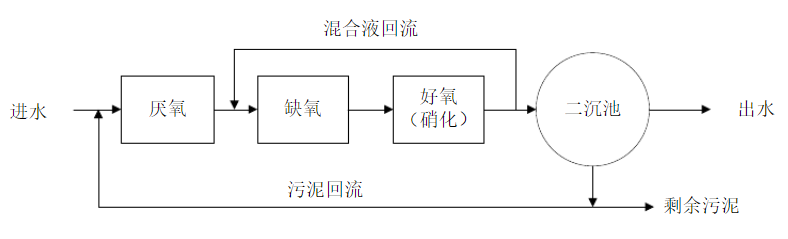 混合液回流
进水
厌氧
缺氧
好氧
（硝化）
二沉池
出水
污泥回流
剩余污泥